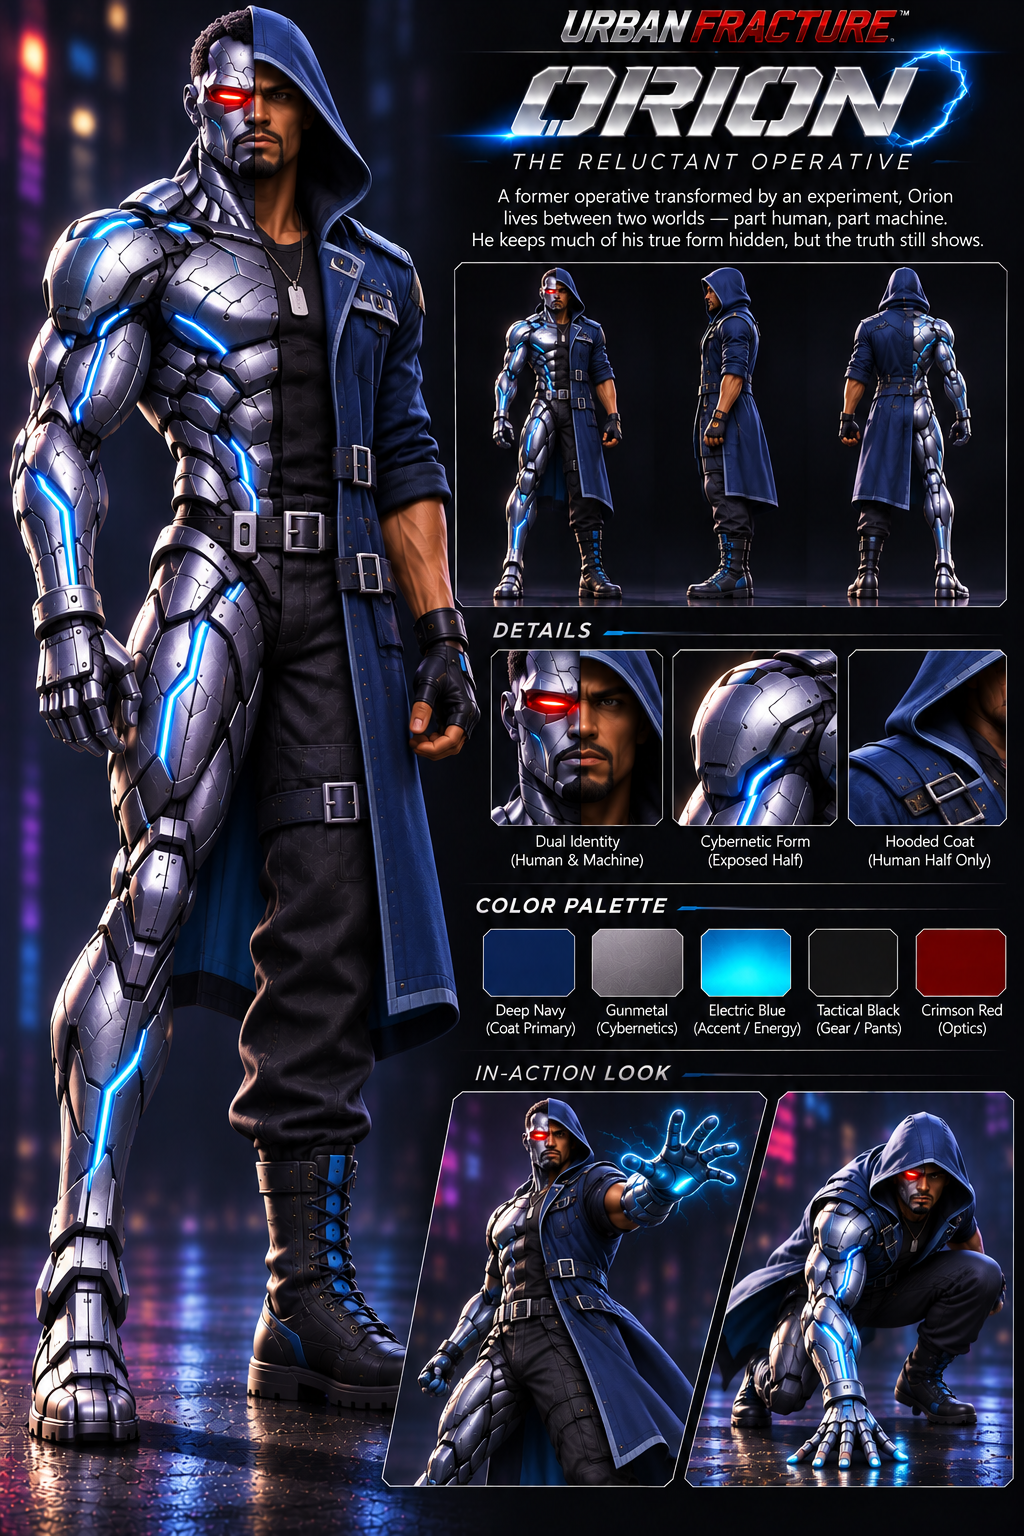 URBAN FRACTURE™
ORION
THE RELUCTANT OPERATIVE
A former operative transformed by an experiment, Orion
lives between two worlds — part human, part machine.
He keeps much of his true form hidden, but the truth still shows.
DETAILS
Dual Identity
(Human & Machine)
Cybernetic Form
(Exposed Half)
Hooded Coat
(Human Half Only)
COLOR PALETTE
Deep Navy
(Coat Primary)
Gunmetal
(Cybernetics)
Electric Blue
(Accent / Energy)
Tactical Black
(Gear / Pants)
Crimson Red
(Optics)
IN-ACTION LOOK